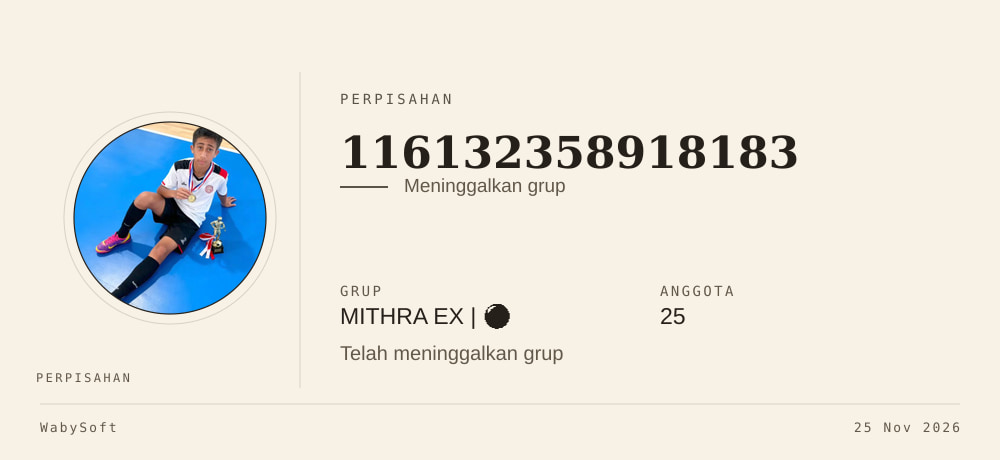 PERPISAHAN
116132358918183
Meninggalkan grup
GRUP
MITHRA EX |
ANGGOTA
25
Telah meninggalkan grup
PERPISAHAN
WabySoft
25 Nov 2026